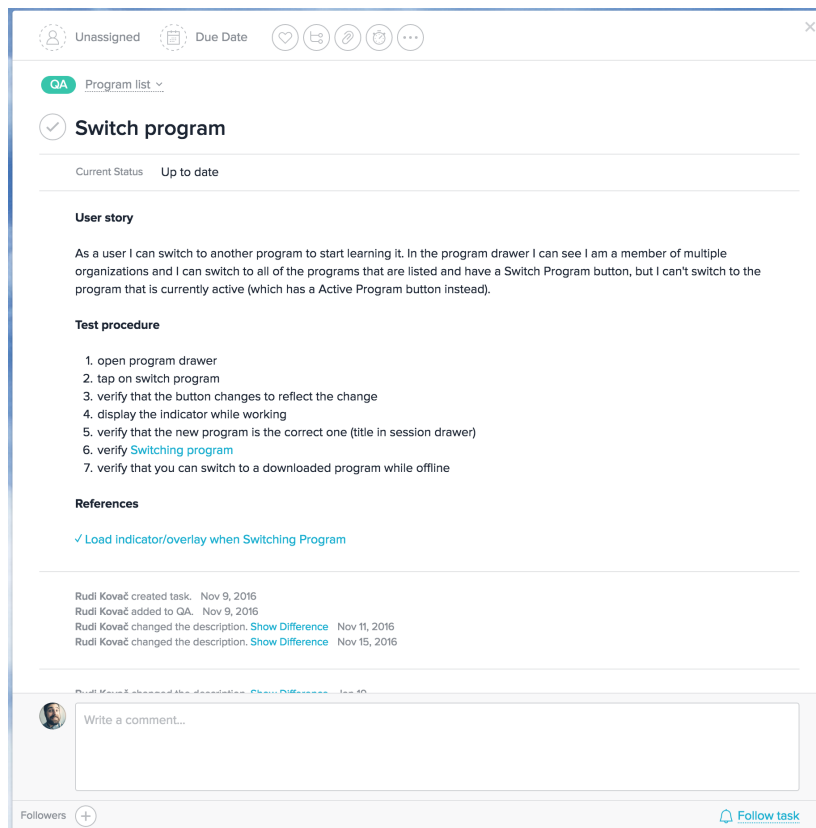 Unassigned Due Date
QA Program list
Switch program
Current Status Up to date
User story
As a user I can switch to another program to start learning it. In the program drawer I can see I am a member of multiple
organizations and I can switch to all of the programs that are listed and have a Switch Program button, but I can't switch to the
program that is currently active (which has a Active Program button instead).
Test procedure
1. open program drawer
2. tap on switch program
3. verify that the button changes to reflect the change
4. display the indicator while working
5. verify that the new program is the correct one (title in session drawer)
6. verify Switching program
7. verify that you can switch to a downloaded program while offline
References
✓ Load indicator/overlay when Switching Program
Rudi Kovač created task. Nov 9, 2016
Rudi Kovač added to QA. Nov 9, 2016
Rudi Kovač changed the description. Show Difference Nov 11, 2016
Rudi Kovač changed the description. Show Difference Nov 15, 2016
Rudi Kovač changed the description. Show Difference Jan
Write a comment...
Followers Follow task